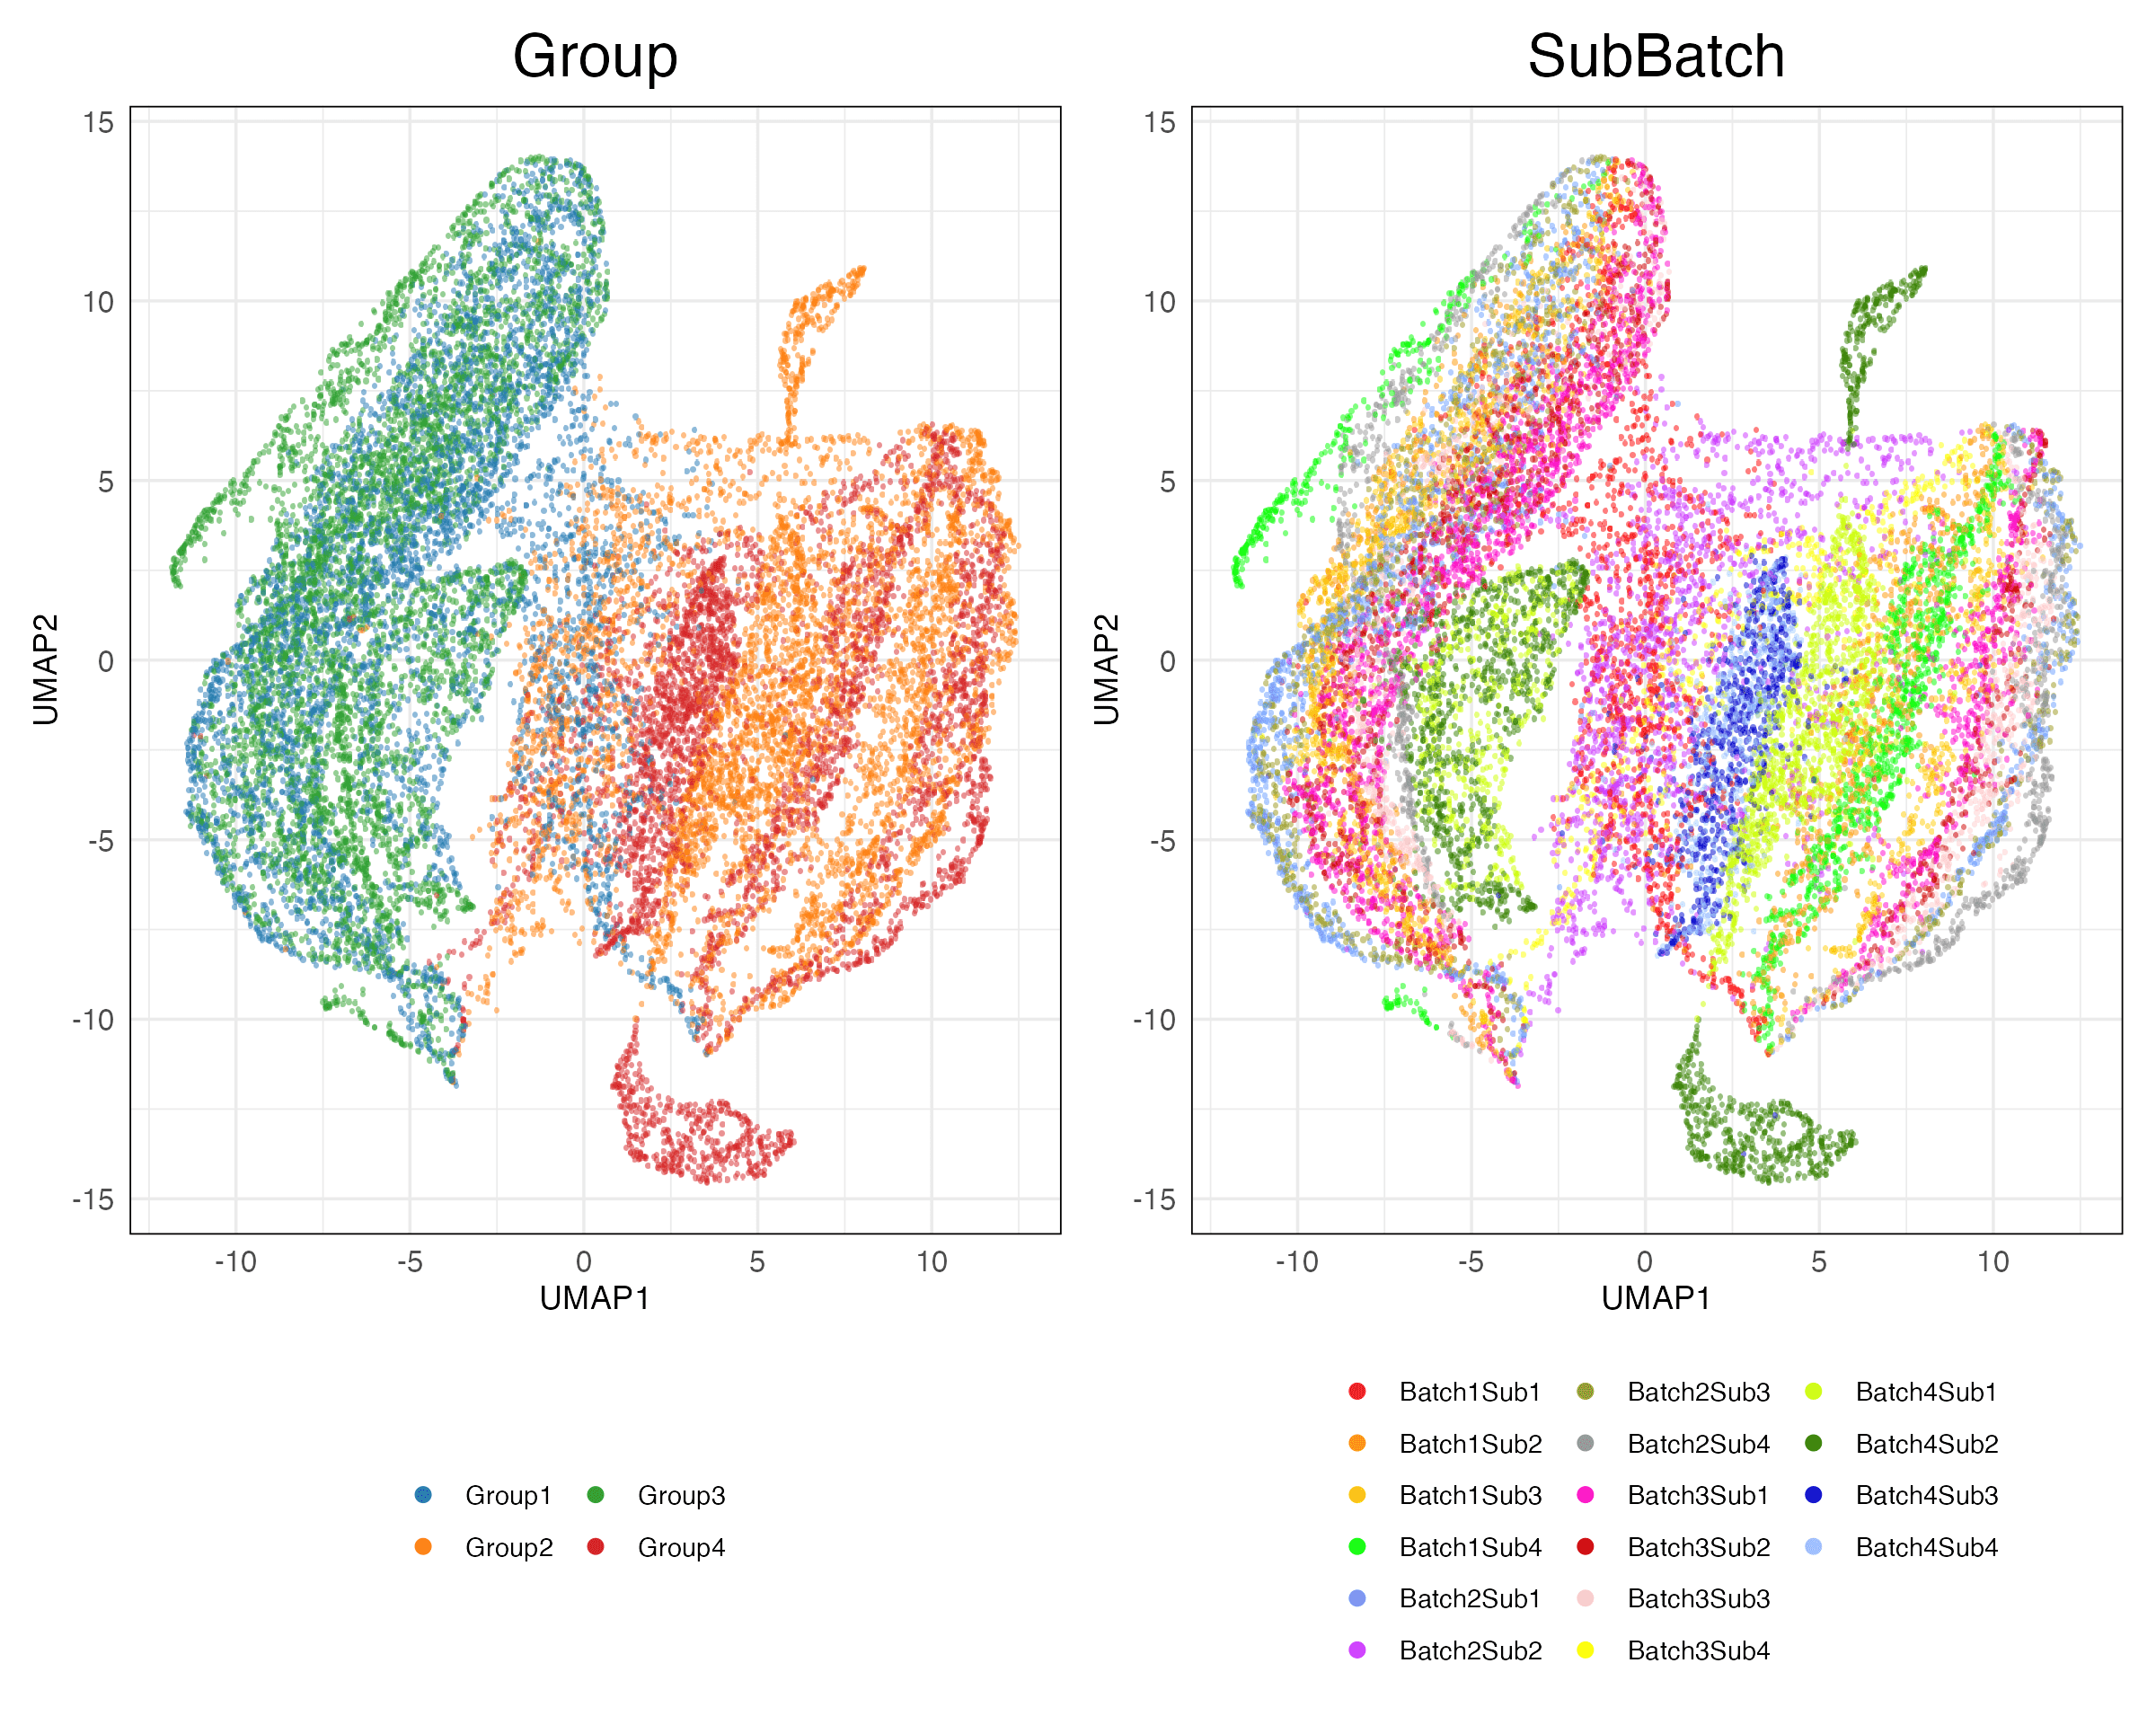 Group
SubBatch
15
10
5
0
-5
-10
-15
UMAP2
-10 -5 0 5 10
UMAP1
15
10
5
0
-5
-10
-15
UMAP2
-10 -5 0 5 10
UMAP1
Group1 Group3
Group2 Group4
Batch1Sub1 Batch2Sub3 Batch4Sub1
Batch1Sub2 Batch2Sub4 Batch4Sub2
Batch1Sub3 Batch3Sub1 Batch4Sub3
Batch1Sub4 Batch3Sub2 Batch4Sub4
Batch2Sub1 Batch3Sub3
Batch2Sub2 Batch3Sub4